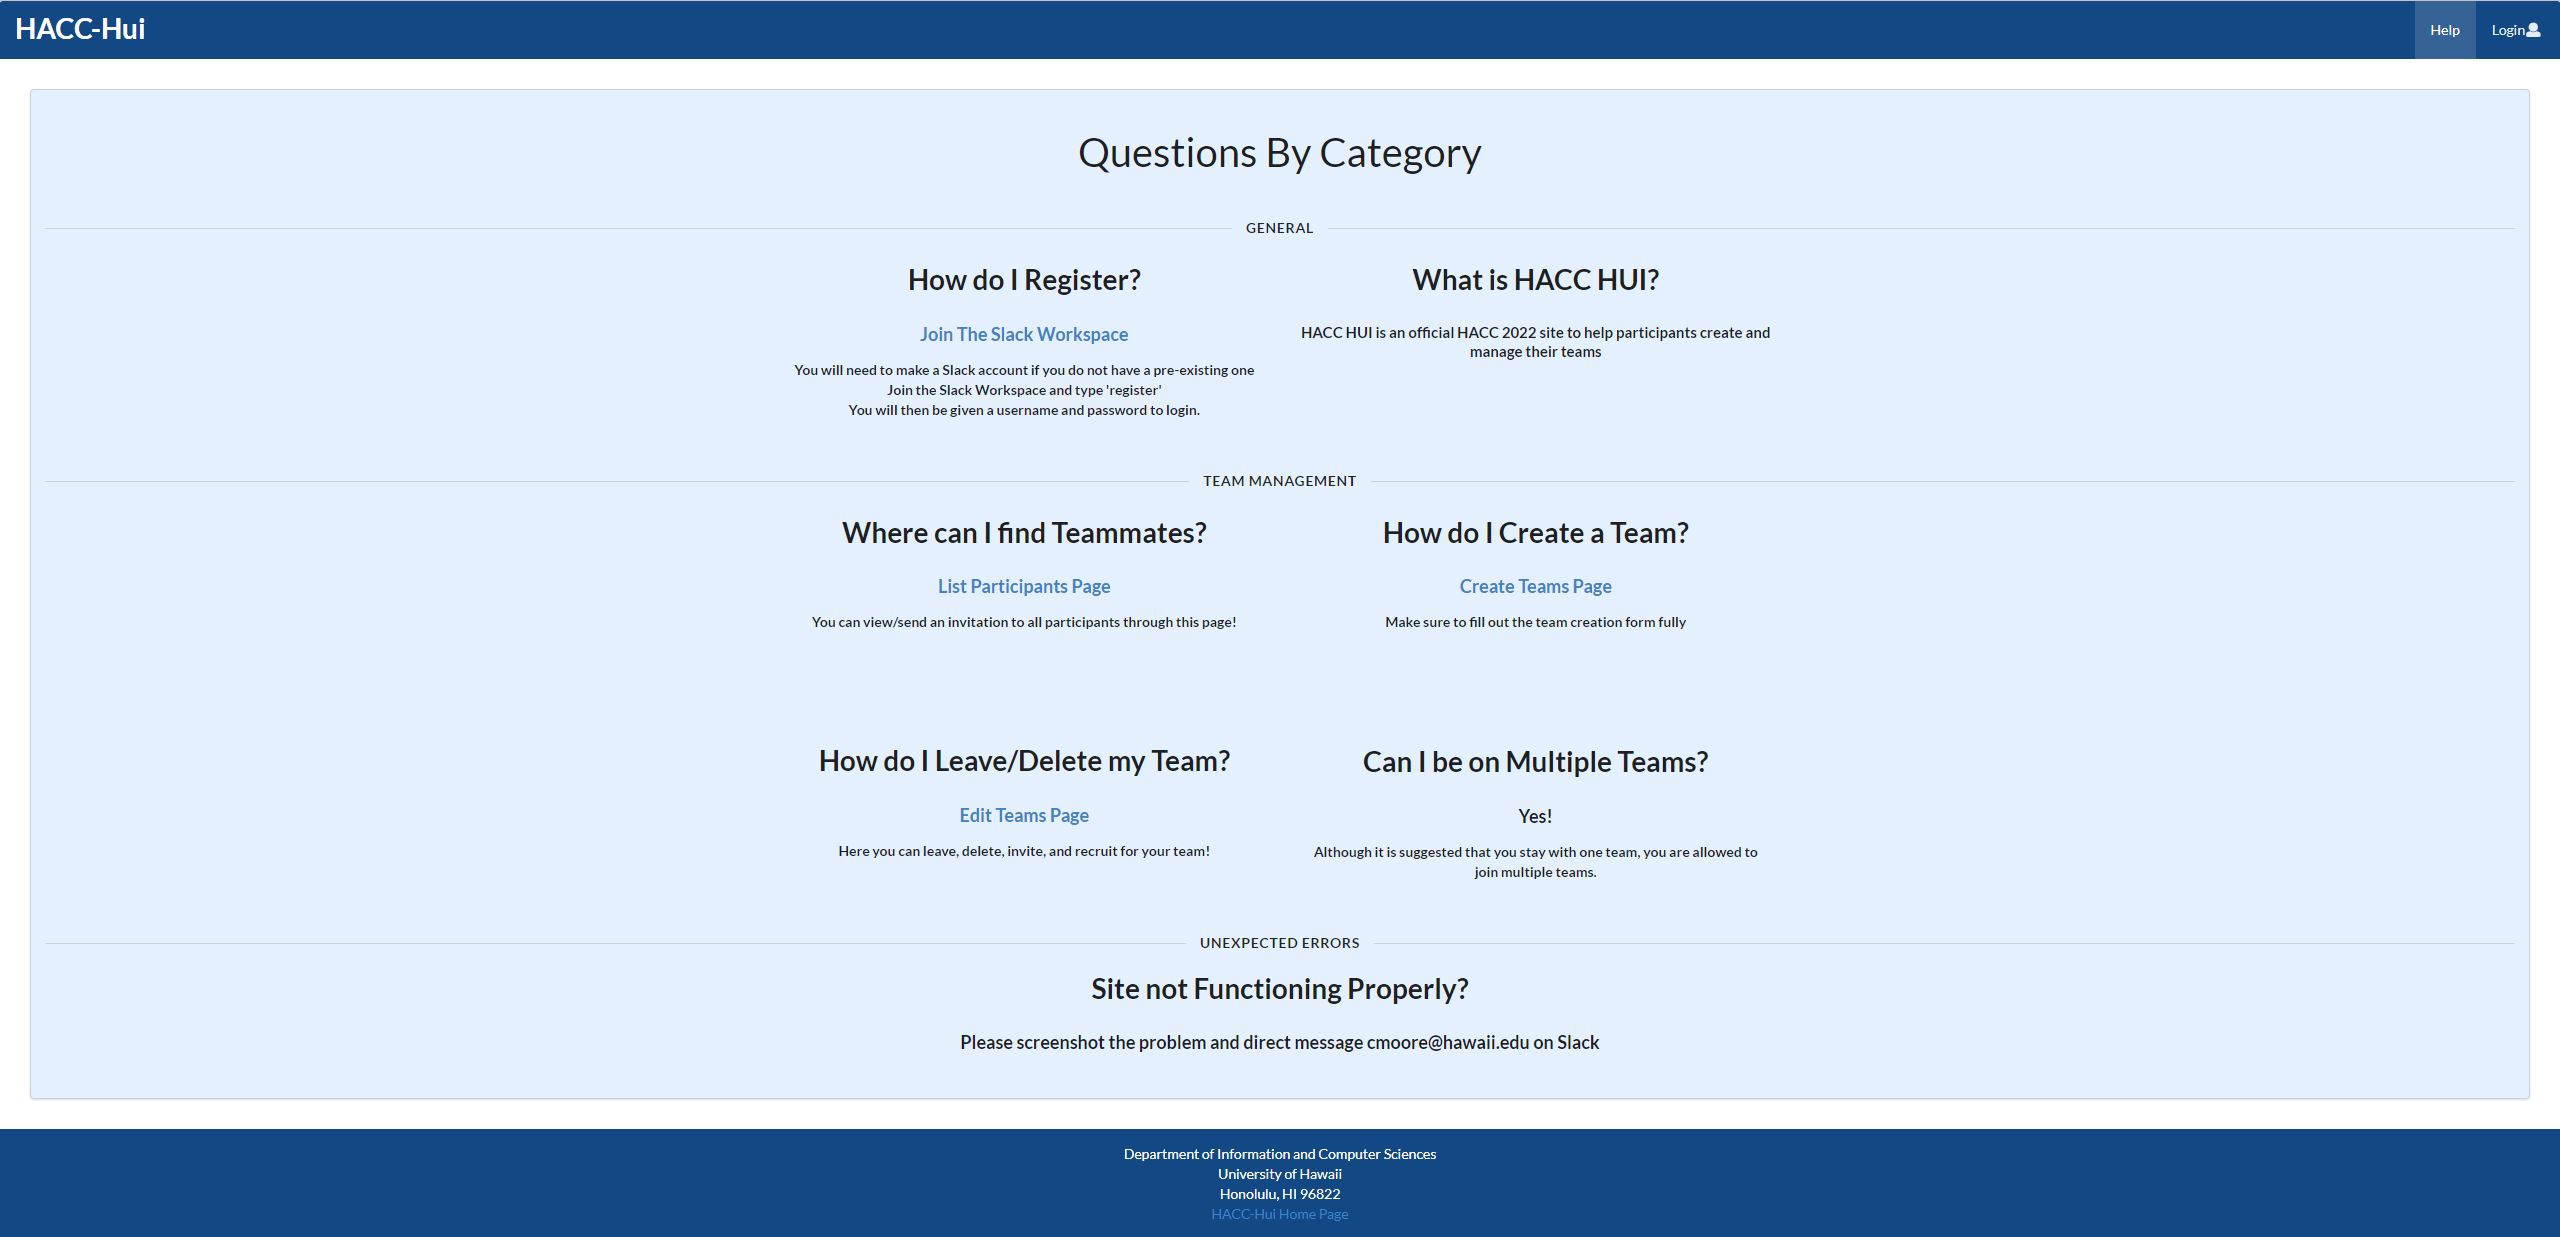 HACC-Hui
Help
Login
Questions By Category
GENERAL
How do I Register?
Join The Slack Workspace
You will need to make a Slack account if you do not have a pre-existing one
Join the Slack Workspace and type 'register'
You will then be given a username and password to login.
What is HACC HUI?
HACC HUI is an official HACC 2022 site to help participants create and
manage their teams
TEAM MANAGEMENT
Where can I find Teammates?
List Participants Page
You can view/send an invitation to all participants through this page!
How do I Create a Team?
Create Teams Page
Make sure to fill out the team creation form fully
How do I Leave/Delete my Team?
Edit Teams Page
Here you can leave, delete, invite, and recruit for your team!
Can I be on Multiple Teams?
Yes!
Although it is suggested that you stay with one team, you are allowed to
join multiple teams.
UNEXPECTED ERRORS
Site not Functioning Properly?
Please screenshot the problem and direct message cmoore@hawaii.edu on Slack
Department of Information and Computer Sciences
University of Hawaii
Honolulu, HI 96822
HACC-Hui Home Page